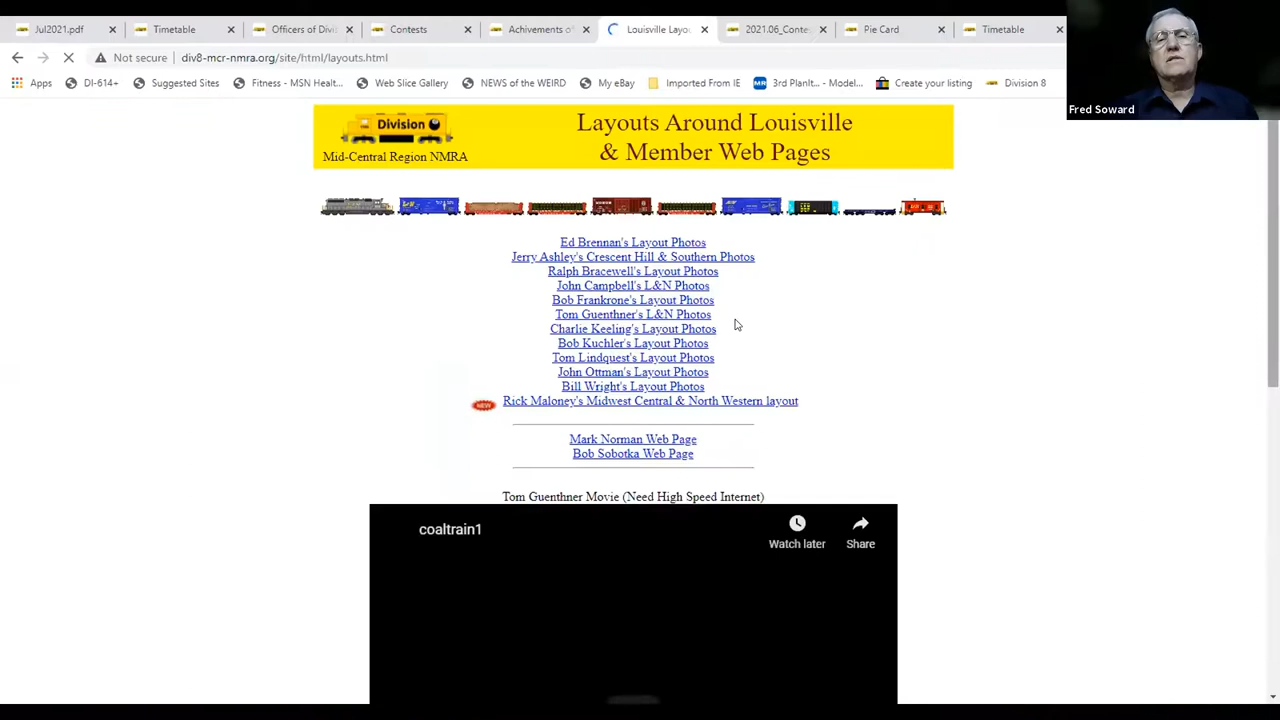 Jul2021.pdf
Timetable
Officers of Divis
Contests
Achivements of
Louisville Layou
2021.06_Contes
Pie Card
Timetable
Not secure
div8-mcr-nmra.org/site/html/layouts.html
Apps
DI-614+
Suggested Sites
Fitness - MSN Healt...
Web Slice Gallery
NEWS of the WEIRD
My eBay
Imported From IE
MR
3rd PlanIt... - Model...
Create your listing
Division 8
Fred Soward
Division
Mid-Central Region NMRA
Layouts Around Louisville
& Member Web Pages
Ed Brennan's Layout Photos
Jerry Ashley's Crescent Hill & Southern Photos
Ralph Bracewell's Layout Photos
John Campbell's L&N Photos
Bob Frankrone's Layout Photos
Tom Guenthner's L&N Photos
Charlie Keeling's Layout Photos
Bob Kuchler's Layout Photos
Tom Lindquest's Layout Photos
John Ottman's Layout Photos
Bill Wright's Layout Photos
NEW
Rick Maloney's Midwest Central & North Western layout
Mark Norman Web Page
Bob Sobotka Web Page
Tom Guenthner Movie (Need High Speed Internet)
coaltrain1
Watch later
Share